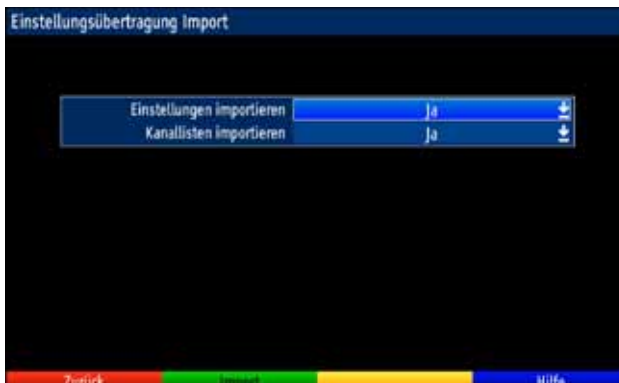 Einstellungsübertragung Import
Einstellungen importieren Ja
Kanallisten importieren Ja
Zurück Import Hilfe